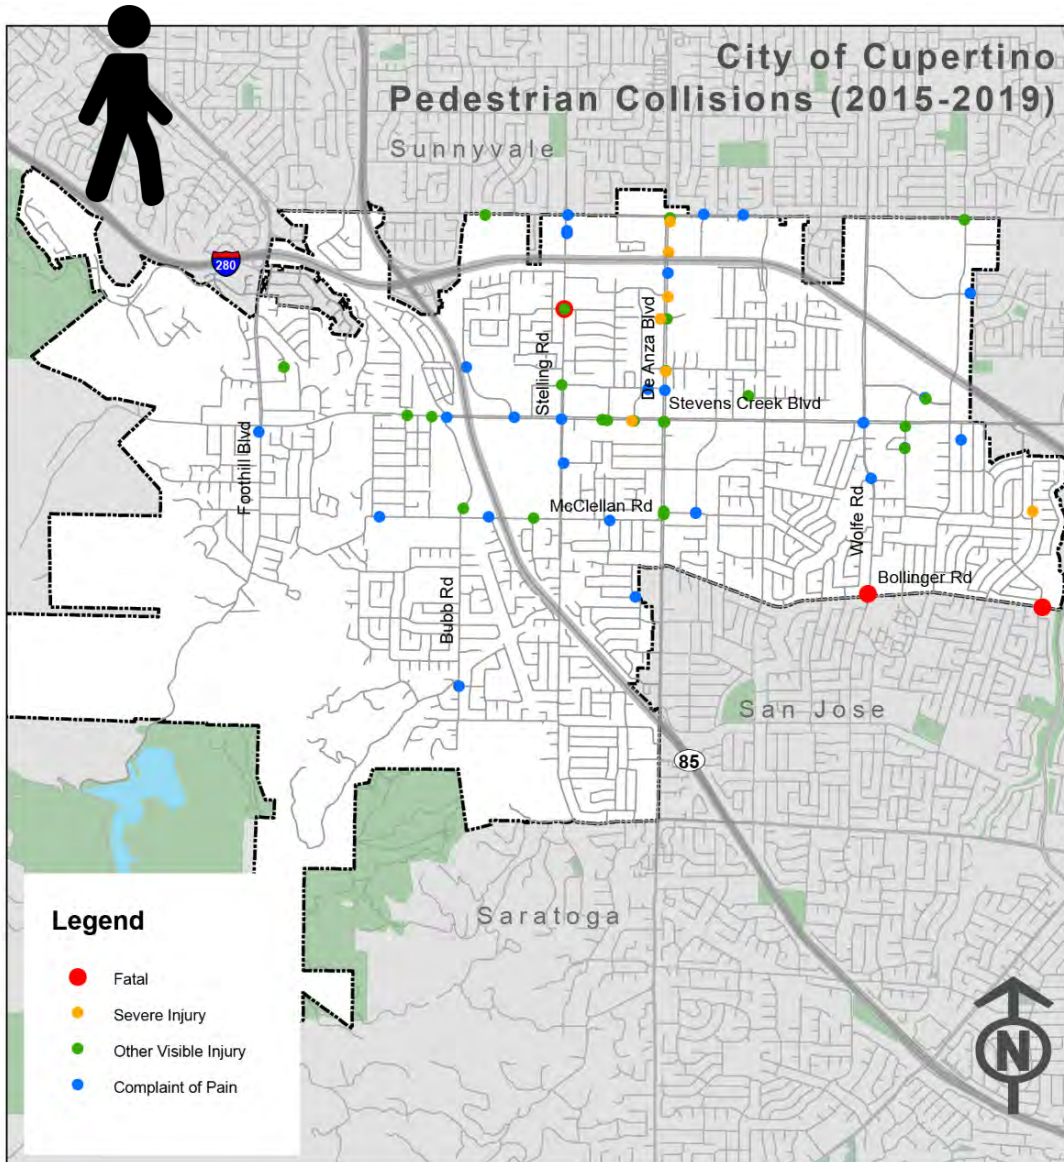 City of Cupertino
Pedestrian Collisions (2015-2019)
Sunnyvale
280
De Anza Blvd
Stelling Rd
Stevens Creek Blvd
Foothill Blvd
McClellan Rd
Wolfe Rd
Bollinger Rd
Bubb Rd
San Jose
85
Saratoga
Legend
Fatal
Severe Injury
Other Visible Injury
Complaint of Pain
N